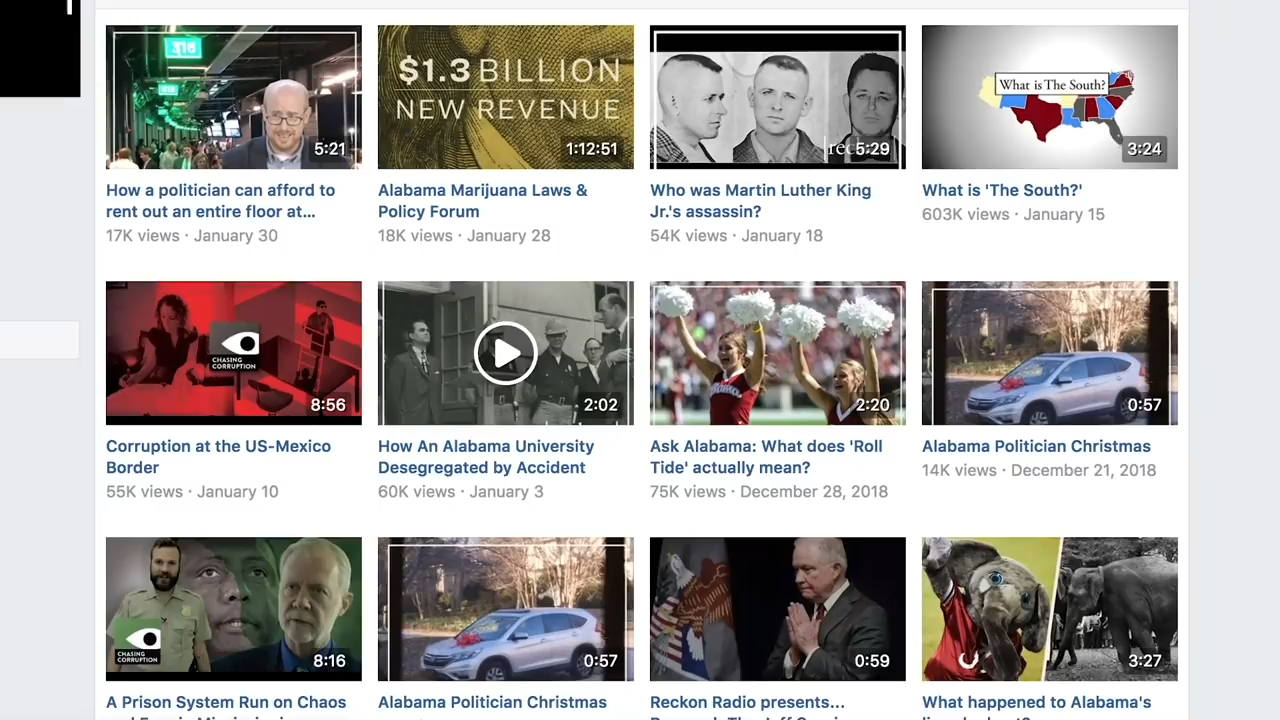 316
5:21
$1.3 BILLION
NEW REVENUE
1:12:51
rec
5:29
What is The South?
3:24
How a politician can afford to
rent out an entire floor at...
17K views · January 30
Alabama Marijuana Laws &
Policy Forum
18K views · January 28
Who was Martin Luther King
Jr.'s assassin?
54K views · January 18
What is 'The South?'
603K views · January 15
CHASING
CORRUPTION
8:56
2:02
2:20
0:57
Corruption at the US-Mexico
Border
55K views · January 10
How An Alabama University
Desegregated by Accident
60K views · January 3
Ask Alabama: What does 'Roll
Tide' actually mean?
75K views · December 28, 2018
Alabama Politician Christmas
14K views · December 21, 2018
CHASING
CORRUPTION
8:16
0:57
0:59
3:27
A Prison System Run on Chaos
Alabama Politician Christmas
Reckon Radio presents...
What happened to Alabama's